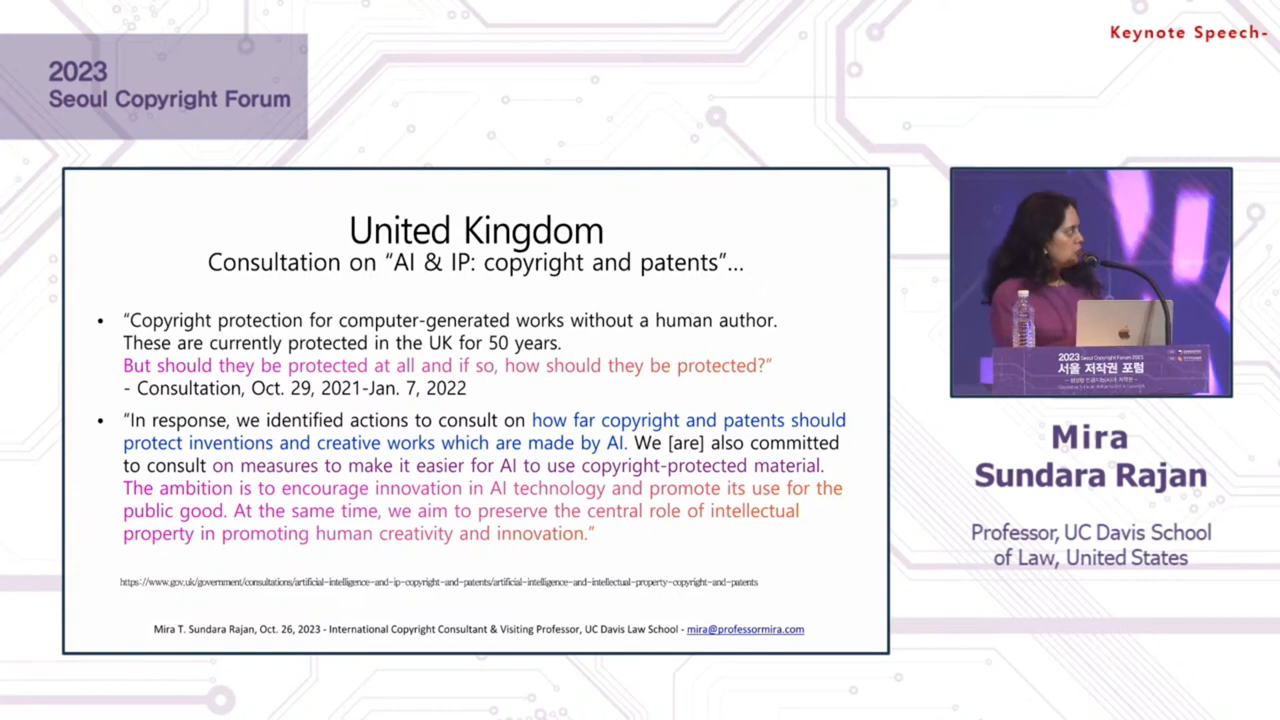 Keynote Speech-
2023
Seoul Copyright Forum
United Kingdom
Consultation on “AI & IP: copyright and patents”…
• “Copyright protection for computer-generated works without a human author.
These are currently protected in the UK for 50 years.
But should they be protected at all and if so, how should they be protected?”
- Consultation, Oct. 29, 2021-Jan. 7, 2022
• “In response, we identified actions to consult on how far copyright and patents should
protect inventions and creative works which are made by AI. We [are] also committed
to consult on measures to make it easier for AI to use copyright-protected material.
The ambition is to encourage innovation in AI technology and promote its use for the
public good. At the same time, we aim to preserve the central role of intellectual
property in promoting human creativity and innovation.”
https://www.gov.uk/government/consultations/artificial-intelligence-and-ip-copyright-and-patents/artificial-intelligence-and-intellectual-property-copyright-and-patents
Mira T. Sundara Rajan, Oct. 26, 2023 - International Copyright Consultant & Visiting Professor, UC Davis Law School - mira@professormira.com
2023 Seoul Copyright Forum 2023
서울 저작권 포럼
Mira
Sundara Rajan
Professor, UC Davis School
of Law, United States